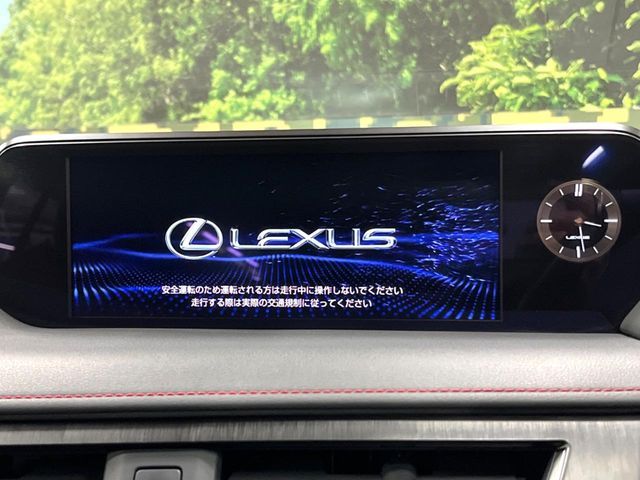 LEXUS
安全運転のため運転される方は走行中に操作しないでください
走行する際は実際の交通規制に従ってください
LEXUS